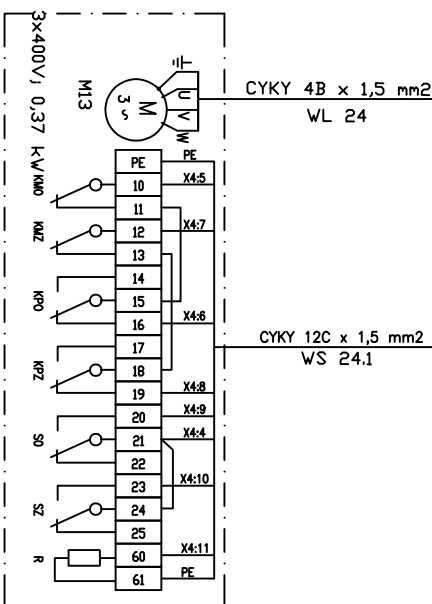 3x400V; 0,37 kW
M13
M
3 ~
U
V
W
CYKY 4B x 1,5 mm2
WL 24
PE PE
KMO 10 X4:5
11
KMZ 12 X4:7
13
14
KPO 15
16 X4:6
17
KPZ 18
19 X4:8
20 X4:9
SO 21 X4:4
22
23 X4:10
SZ 24
25
R 60 X4:11
61 PE
CYKY 12C x 1,5 mm2
WS 24.1